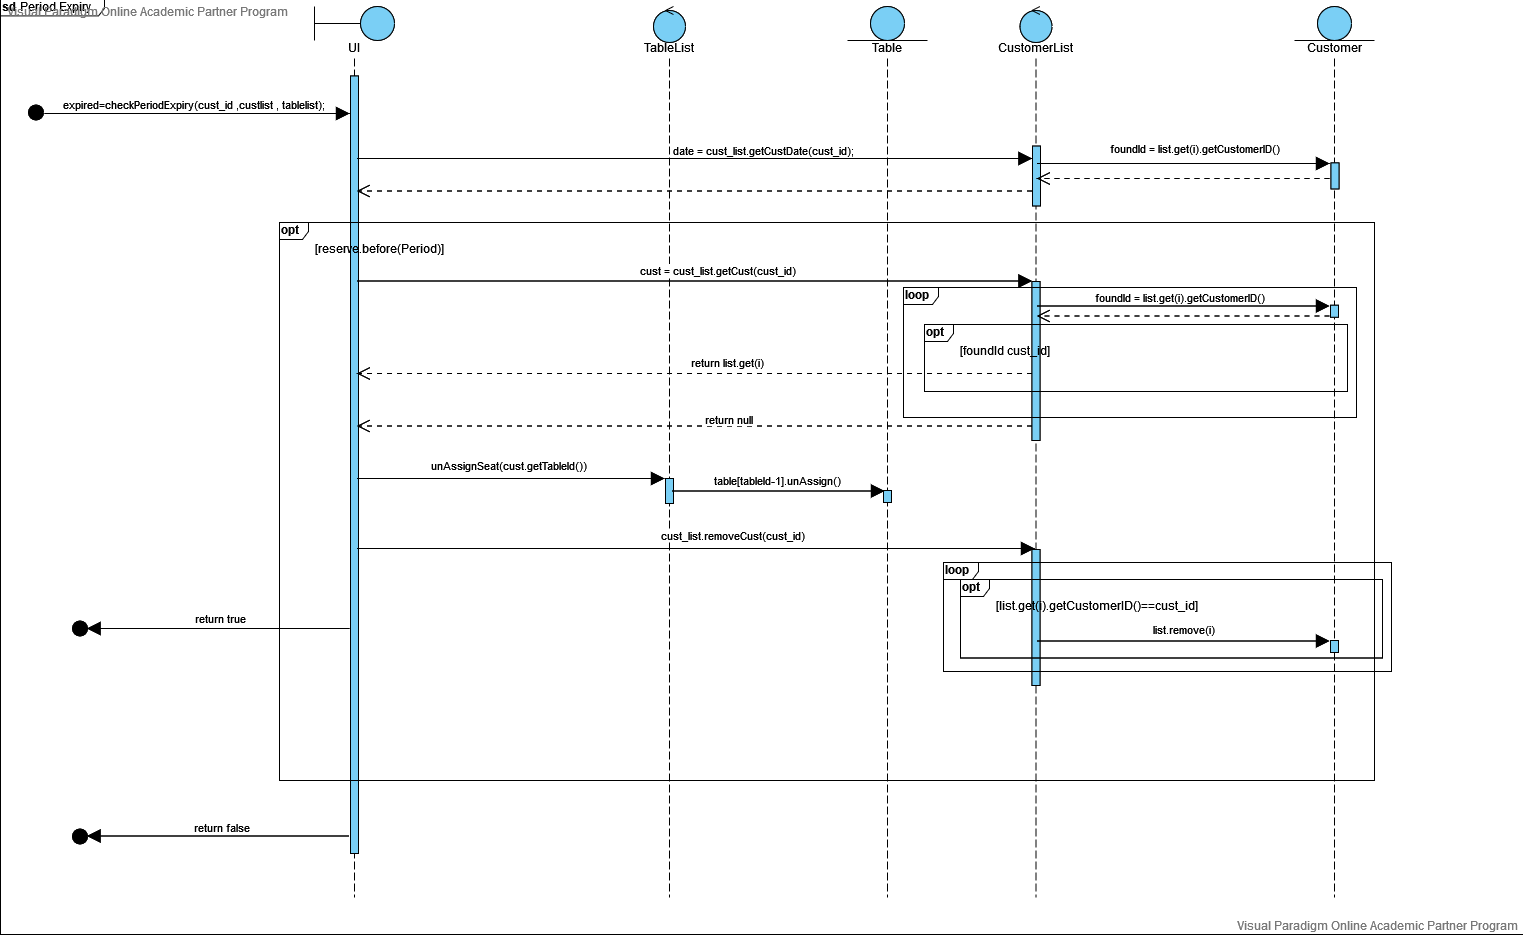 sd Period Expiry
Visual Paradigm Online Academic Partner Program
UI
TableList
Table
CustomerList
Customer
expired=checkPeriodExpiry(cust_id ,custlist , tablelist);
date = cust_list.getCustDate(cust_id);
foundId = list.get(i).getCustomerID()
opt
[reserve.before(Period)]
cust = cust_list.getCust(cust_id)
loop
foundId = list.get(i).getCustomerID()
opt
[foundId cust_id]
return list.get(i)
return null
unAssignSeat(cust.getTableId())
table[tableId-1].unAssign()
cust_list.removeCust(cust_id)
loop
opt
[list.get(i).getCustomerID()==cust_id]
return true
list.remove(i)
return false
Visual Paradigm Online Academic Partner Program